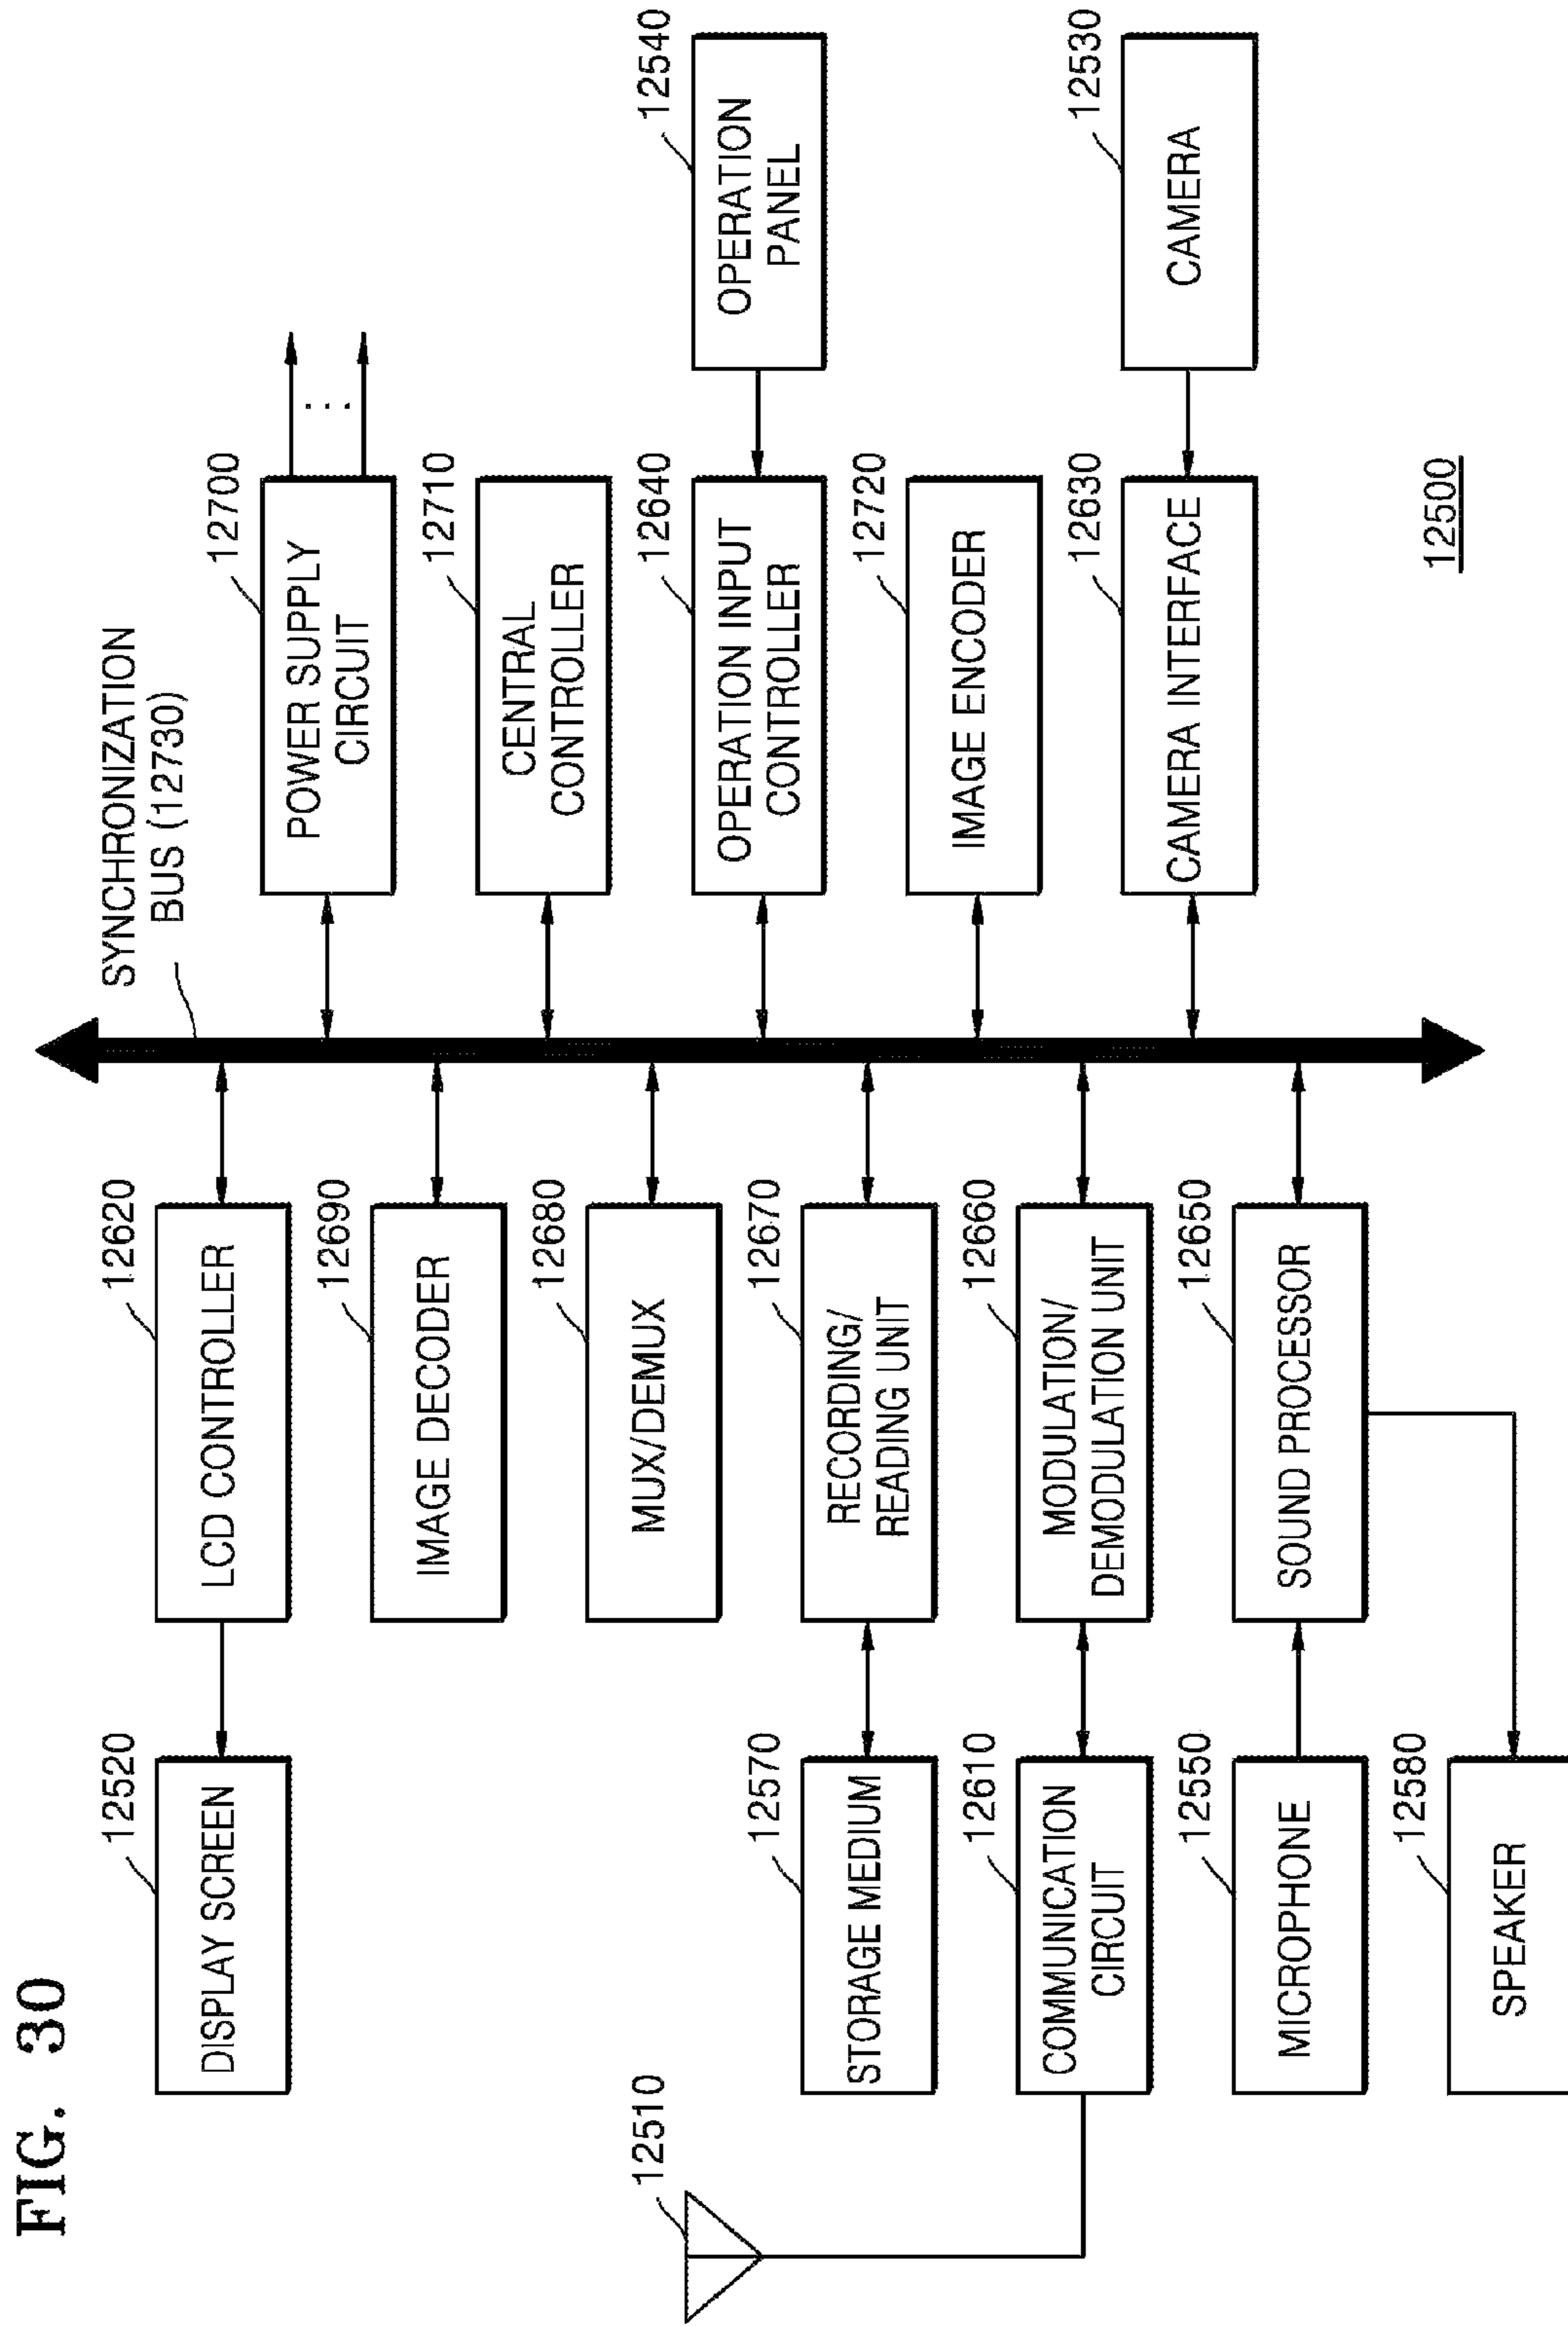 FIG. 30
12510
12520
DISPLAY SCREEN
12620
LCD CONTROLLER
SYNCHRONIZATION
BUS (12730)
12700
POWER SUPPLY
CIRCUIT
...
12690
IMAGE DECODER
12710
CENTRAL
CONTROLLER
12680
MUX/DEMUX
12640
OPERATION INPUT
CONTROLLER
12540
OPERATION
PANEL
12570
STORAGE MEDIUM
12670
RECORDING/
READING UNIT
12720
IMAGE ENCODER
12610
COMMUNICATION
CIRCUIT
12660
MODULATION/
DEMODULATION UNIT
12630
CAMERA INTERFACE
12530
CAMERA
12550
MICROPHONE
12650
SOUND PROCESSOR
12580
SPEAKER
12500